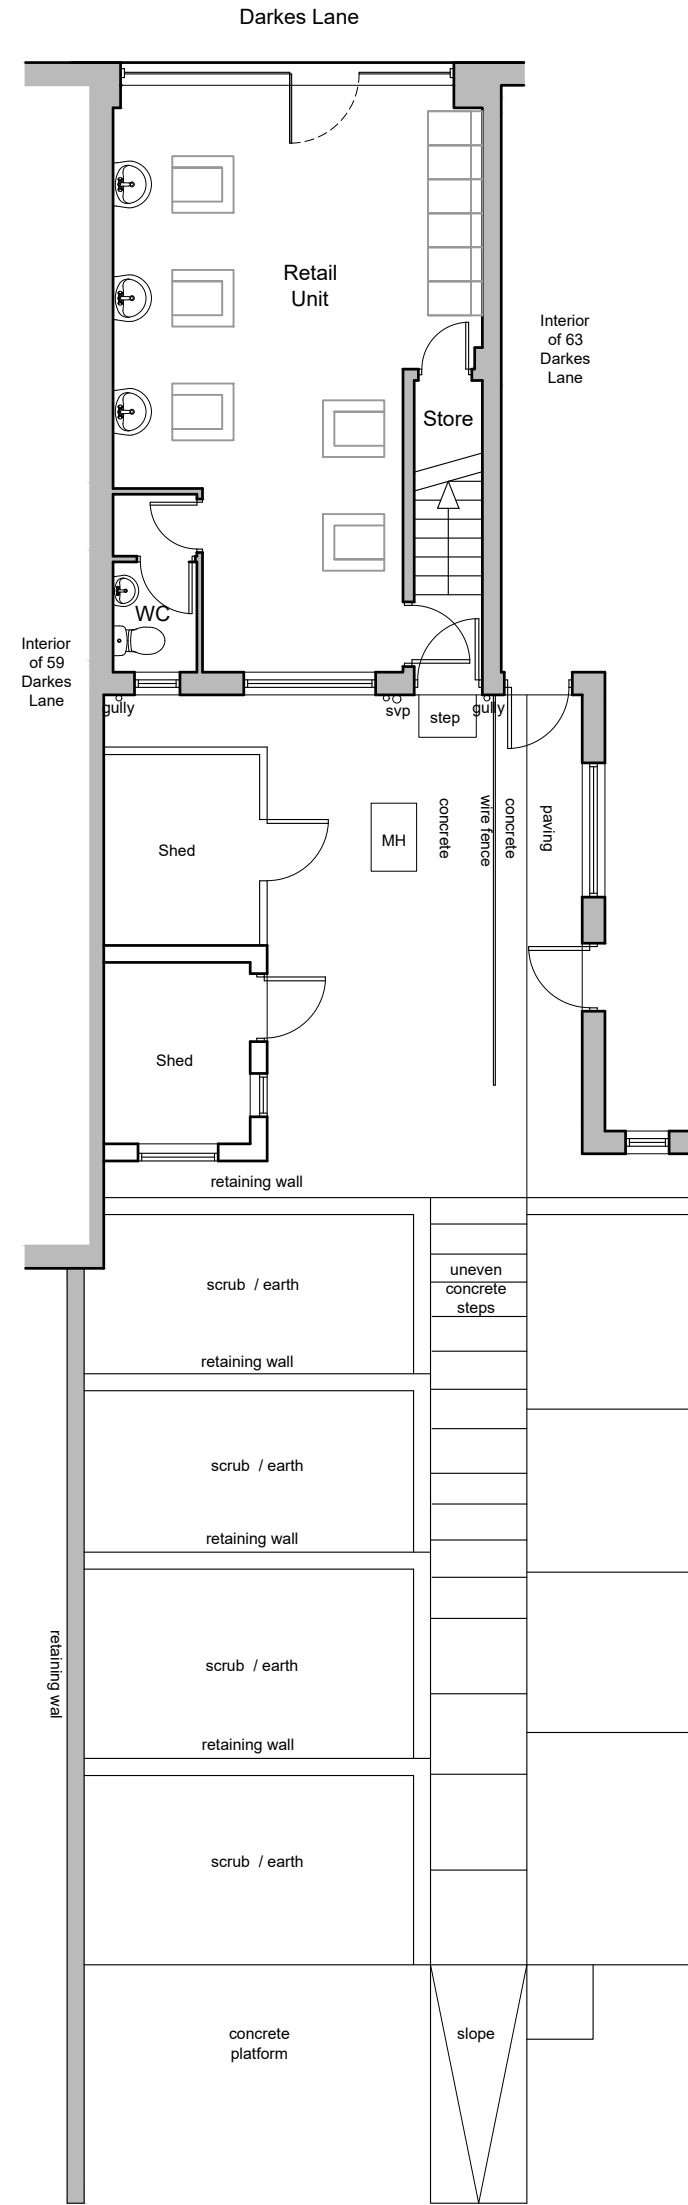 Darkes Lane
Retail
Unit
Interior
of 63
Darkes
Lane
Store
WC
Interior
of 59
Darkes
Lane
gully
svp
step
gully
Shed
MH
concrete
wire fence
concrete
paving
Shed
retaining wall
scrub / earth
uneven
concrete
steps
retaining wall
scrub / earth
retaining wall
retaining wal
scrub / earth
retaining wall
scrub / earth
concrete
platform
slope